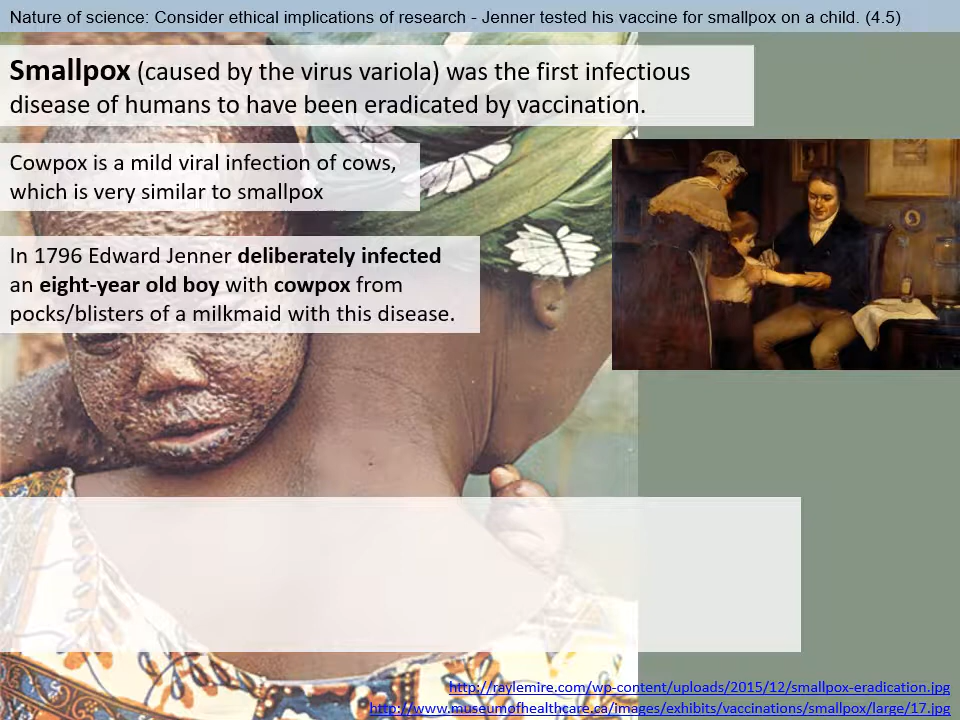 Nature of science: Consider ethical implications of research - Jenner tested his vaccine for smallpox on a child. (4.5)
Smallpox (caused by the virus variola) was the first infectious
disease of humans to have been eradicated by vaccination.
Cowpox is a mild viral infection of cows,
which is very similar to smallpox
In 1796 Edward Jenner deliberately infected
an eight-year old boy with cowpox from
pocks/blisters of a milkmaid with this disease.
http://raylemire.com/wp-content/uploads/2015/12/smallpox-eradication.jpg
http://www.museumofhealthcare.ca/images/exhibits/vaccinations/smallpox/large/17.jpg